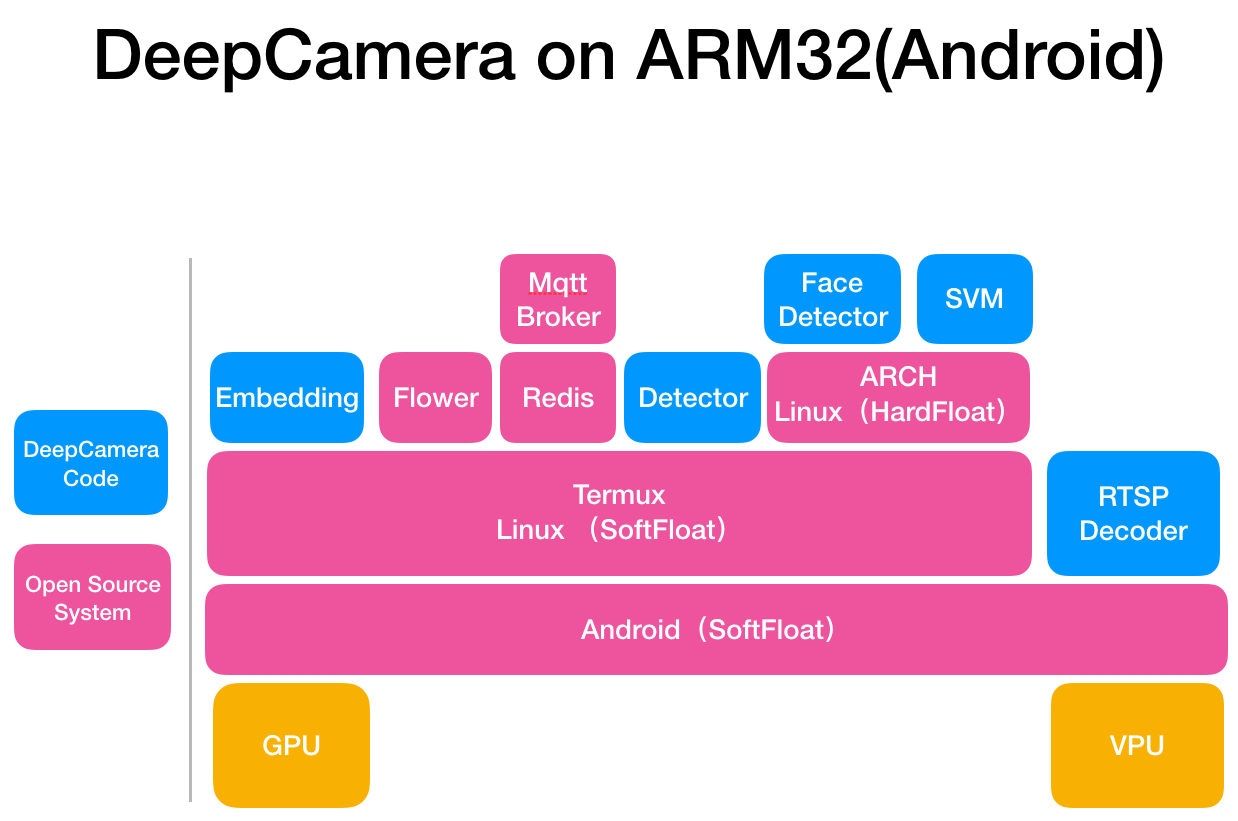 DeepCamera on ARM32(Android)
Mqtt
Broker
Face
Detector
SVM
Embedding
Flower
Redis
Detector
ARCH
Linux（HardFloat）
DeepCamera
Code
Termux
Linux （SoftFloat）
RTSP
Decoder
Open Source
System
Android（SoftFloat）
GPU
VPU